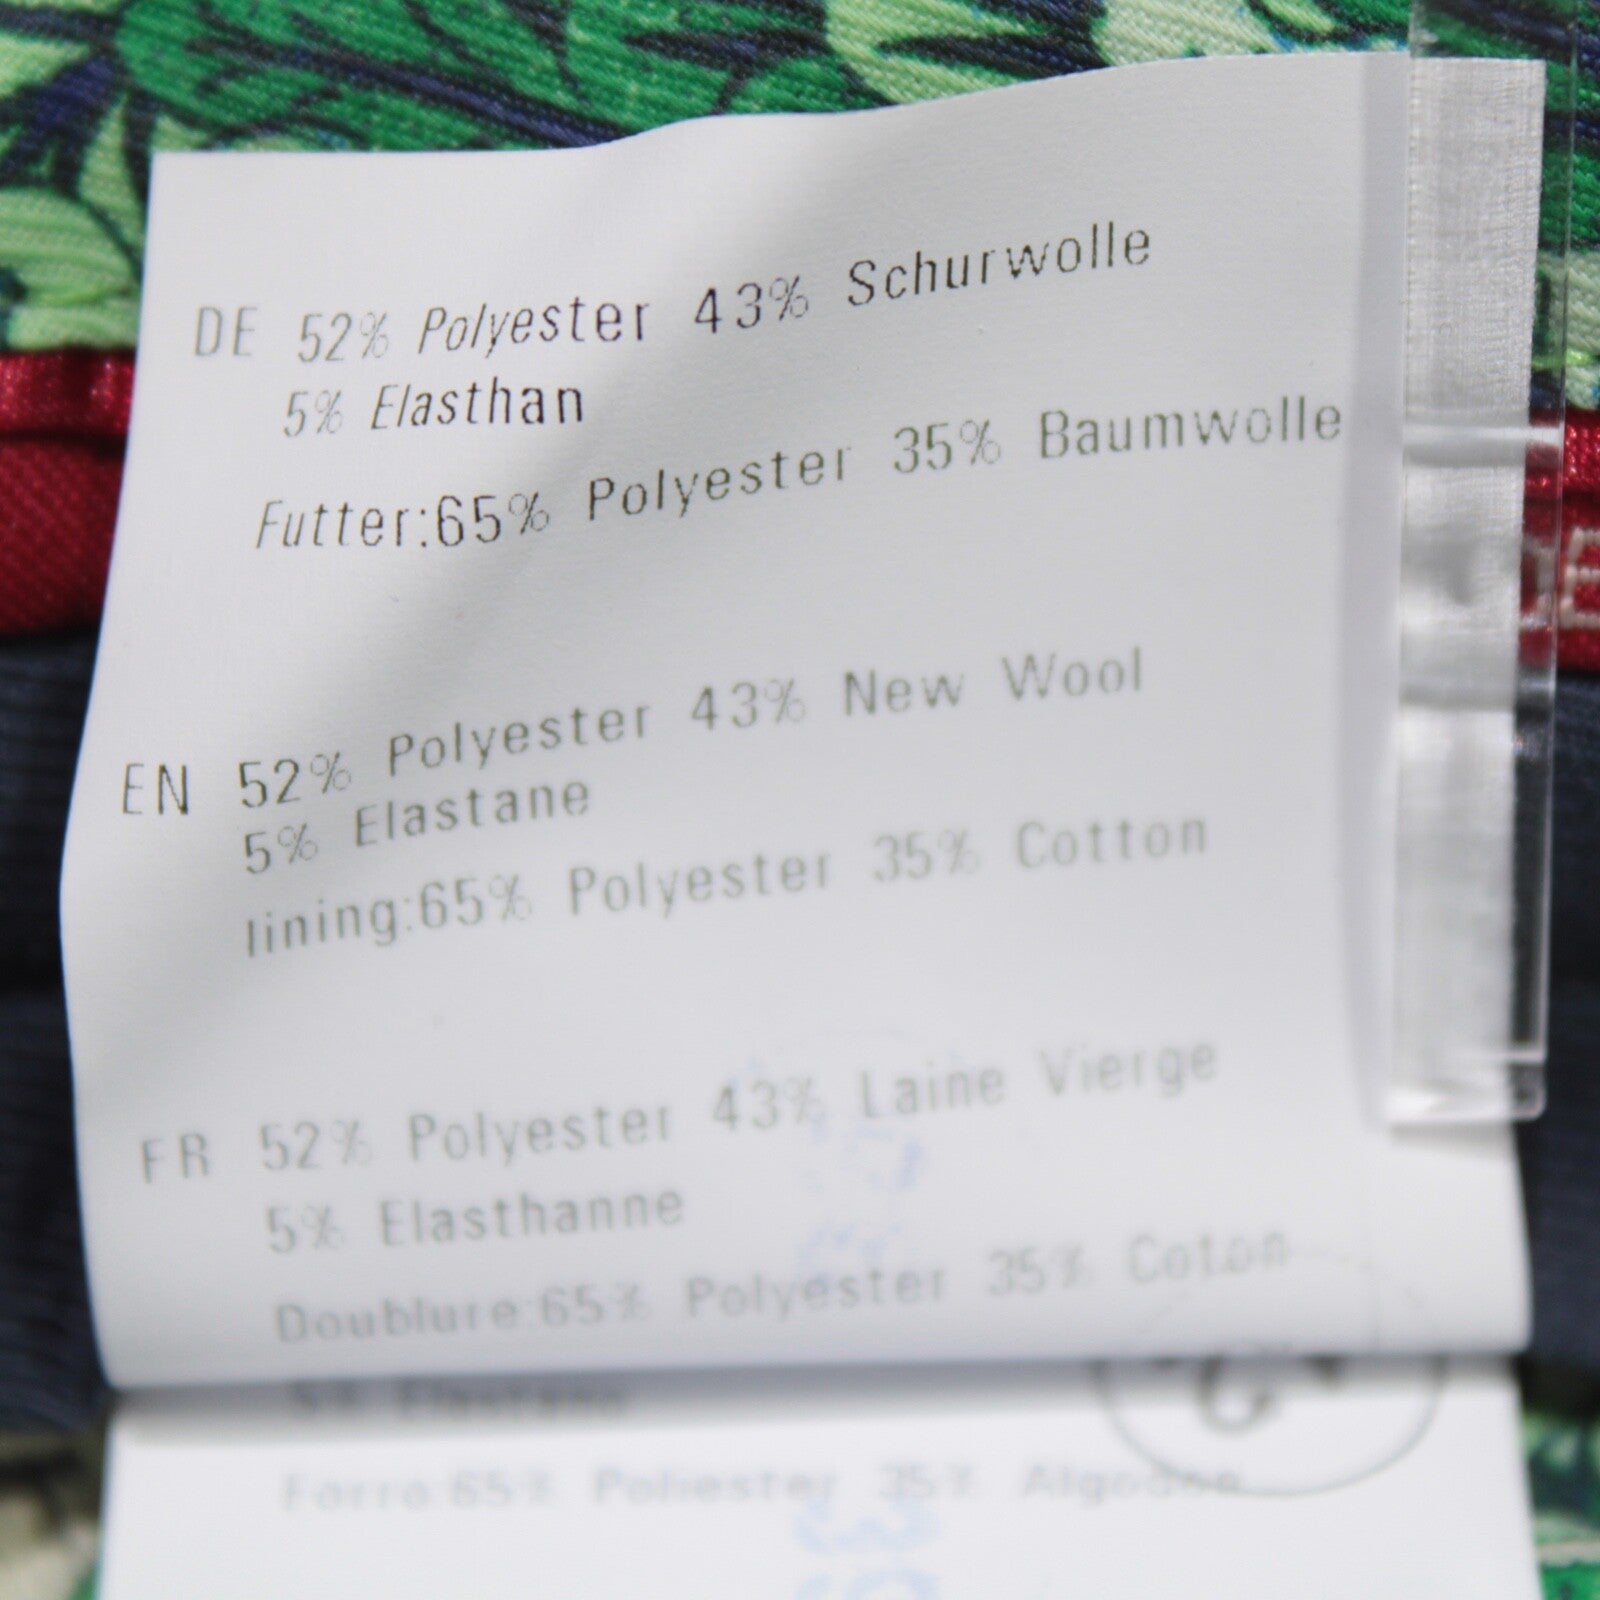 DE 52% Polyester 43% Schurwolle
5% Elasthan
Futter:65% Polyester 35% Baumwolle
EN 52% Polyester 43% New Wool
5% Elastane
lining:65% Polyester 35% Cotton
FR 52% Polyester 43% Laine Vierge
5% Elasthanne
Doublure:65% Polyester 35% Coton
Forro:65% Poliester 35% Algodon